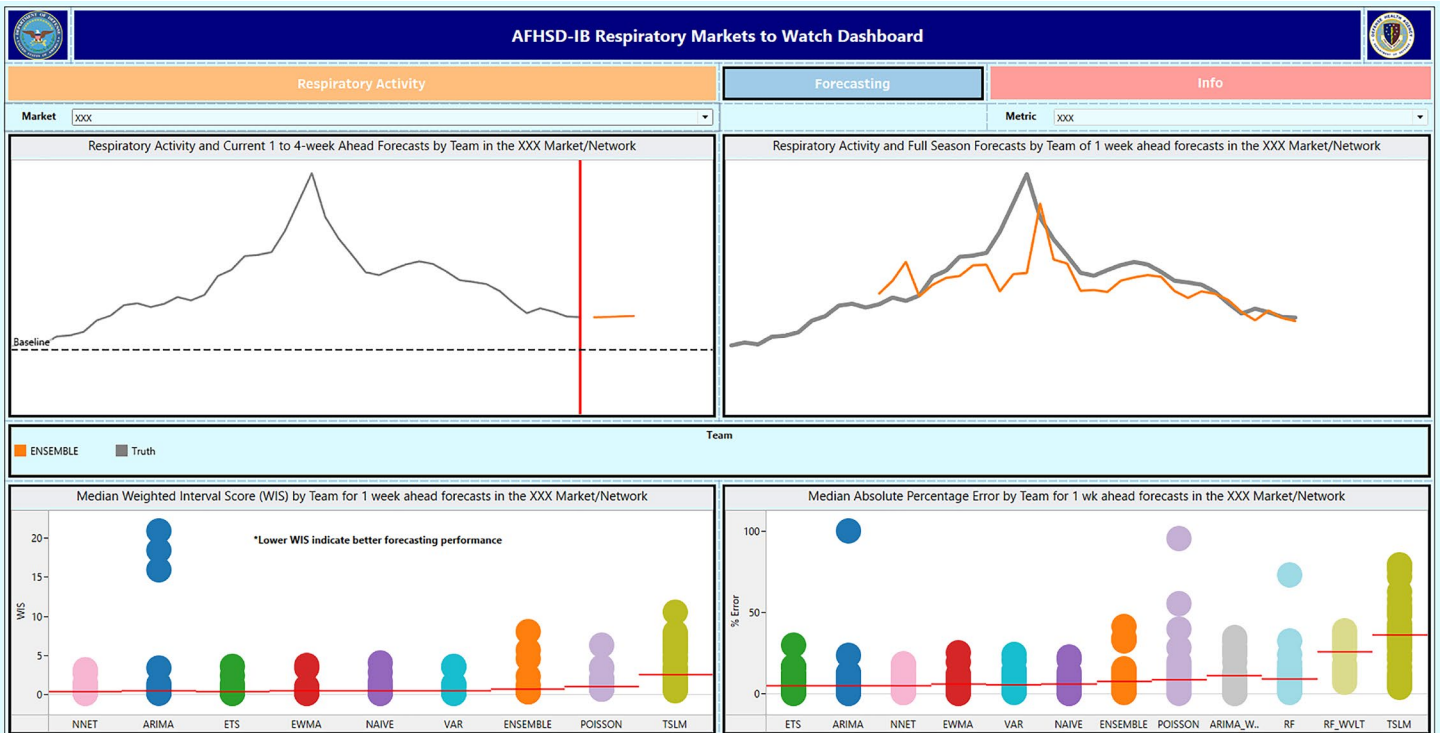 AFHSD-IB Respiratory Markets to Watch Dashboard
Respiratory Activity
Forecasting
Info
Market XXX
Metric XXX
Respiratory Activity and Current 1 to 4-week Ahead Forecasts by Team in the XXX Market/Network
Respiratory Activity and Full Season Forecasts by Team of 1 week ahead forecasts in the XXX Market/Network
Baseline
Team
ENSEMBLE Truth
Median Weighted Interval Score (WIS) by Team for 1 week ahead forecasts in the XXX Market/Network
*Lower WIS indicate better forecasting performance
WIS
20
15
10
5
0
NNET ARIMA ETS EWMA NAIVE VAR ENSEMBLE POISSON TSLM
Median Absolute Percentage Error by Team for 1 wk ahead forecasts in the XXX Market/Network
% Error
100
50
0
ETS ARIMA NNET EWMA VAR NAIVE ENSEMBLE POISSON ARIMA_W.. RF RF_WVLT TSLM